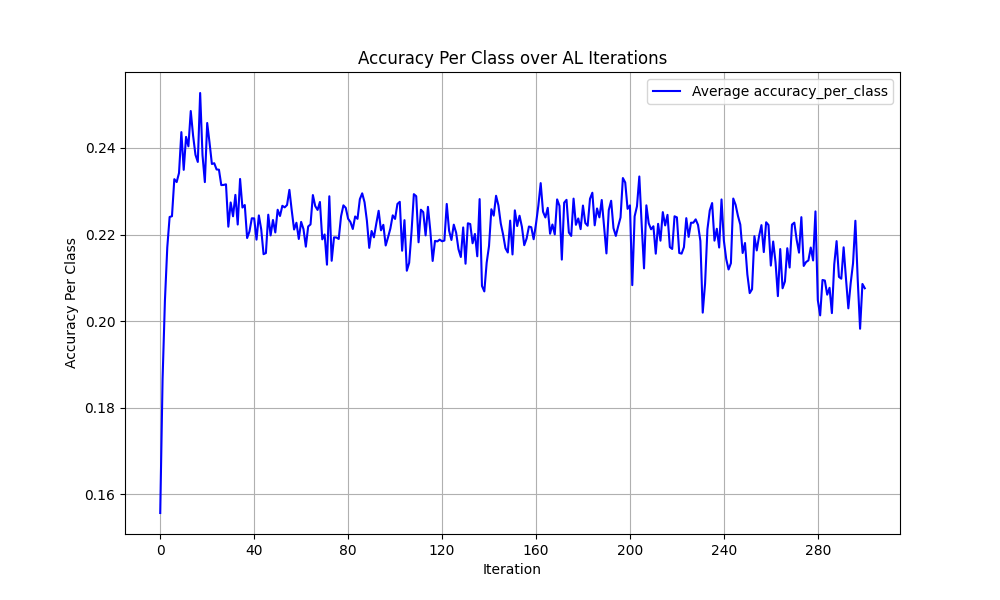 Accuracy Per Class over AL Iterations
Average accuracy_per_class
Accuracy Per Class
0.24
0.22
0.20
0.18
0.16
0 40 80 120 160 200 240 280
Iteration